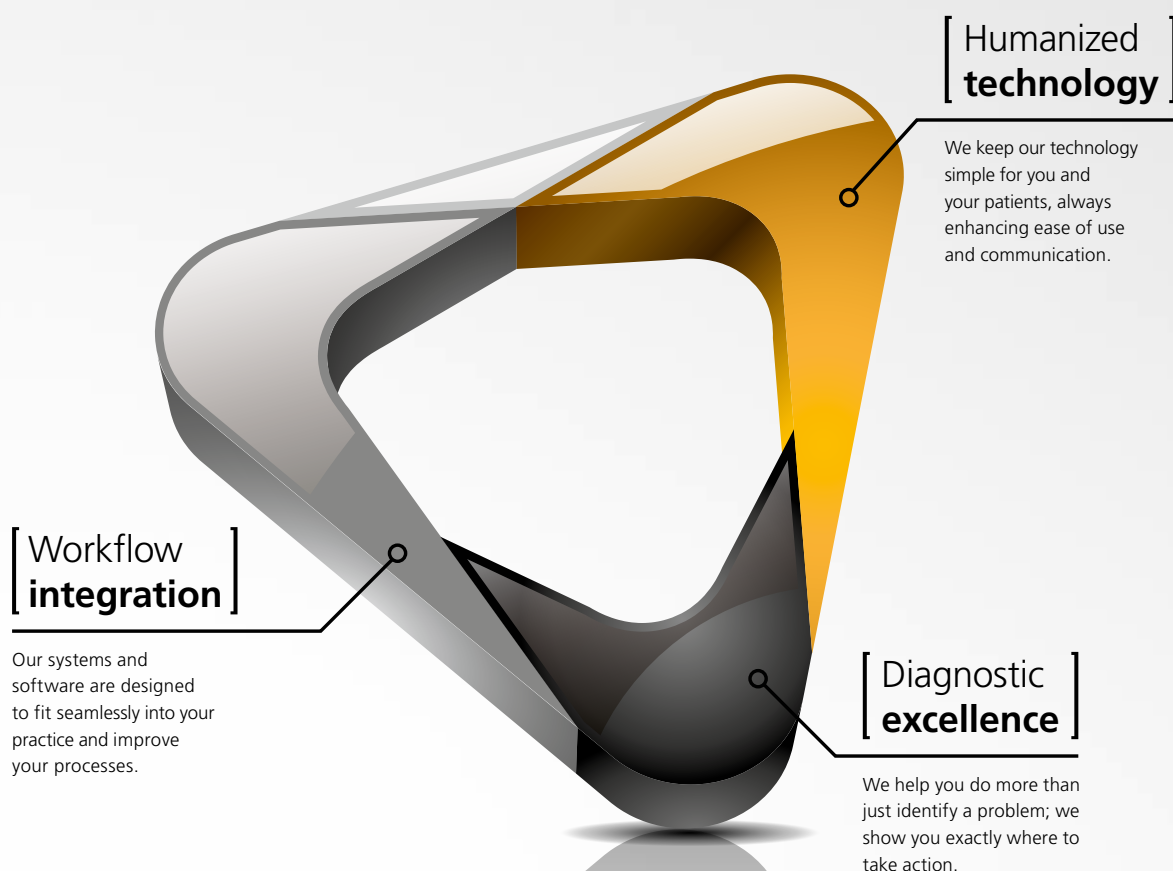 Humanized
technology
We keep our technology
simple for you and
your patients, always
enhancing ease of use
and communication.
Workflow
integration
Our systems and
software are designed
to fit seamlessly into your
practice and improve
your processes.
Diagnostic
excellence
We help you do more than
just identify a problem; we
show you exactly where to
take action.